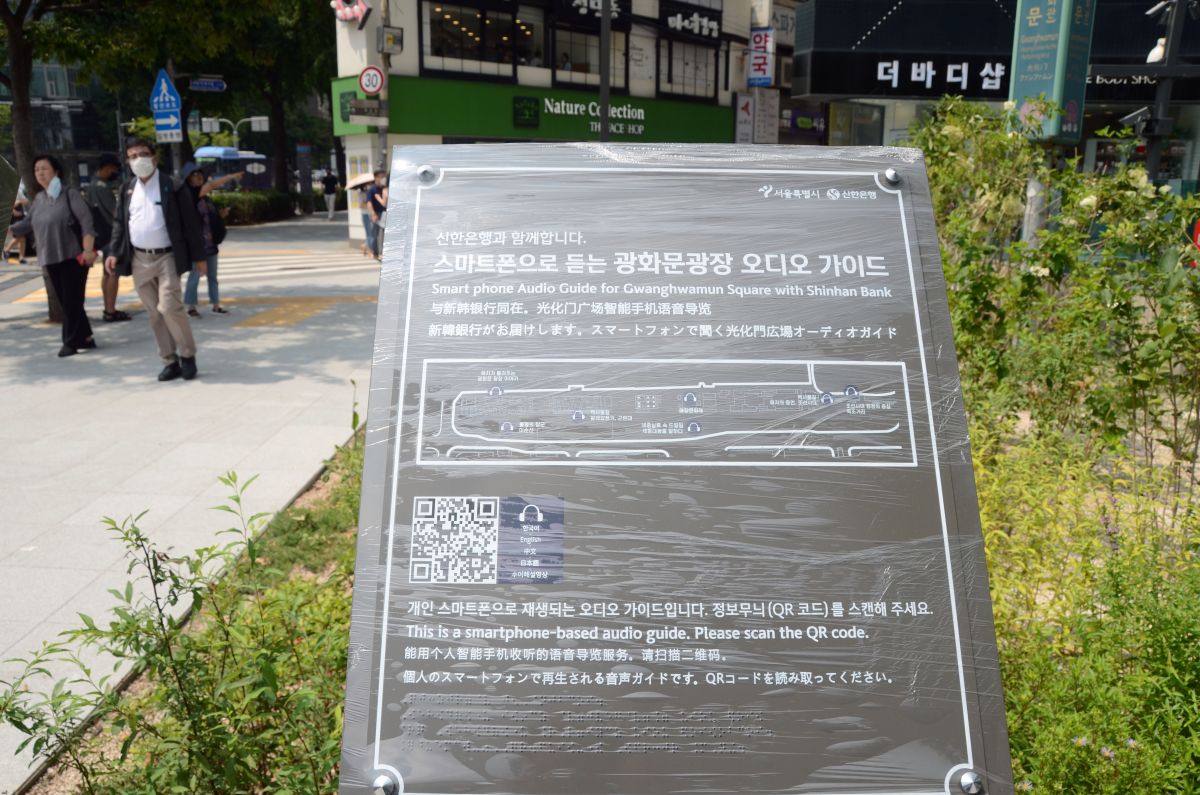 30
Nature Collection
THE FACE SHOP
약국
더바디샵
BODY SHOP
서울특별시 신한은행
신한은행과 함께합니다.
스마트폰으로 듣는 광화문광장 오디오 가이드
Smart phone Audio Guide for Gwanghwamun Square with Shinhan Bank
与新韩银行同在。光化门广场智能手机语音导览
新韓銀行がお届けします。スマートフォンで聞く光化門広場オーディオガイド
한국어
English
中文
日本語
수어해설영상
개인 스마트폰으로 재생되는 오디오 가이드입니다. 정보무늬(QR 코드)를 스캔해 주세요.
This is a smartphone-based audio guide. Please scan the QR code.
能用个人智能手机收听的语音导览服务。请扫描二维码。
個人のスマートフォンで再生される音声ガイドです。QRコードを読み取ってください。